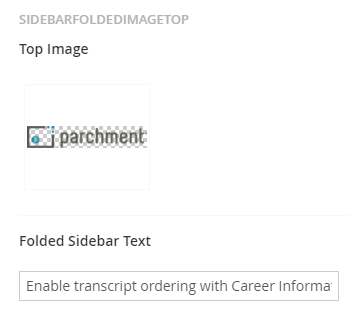 SIDEBARFOLDEDIMAGETOP
Top Image
parchment
Folded Sidebar Text
Enable transcript ordering with Career Informa